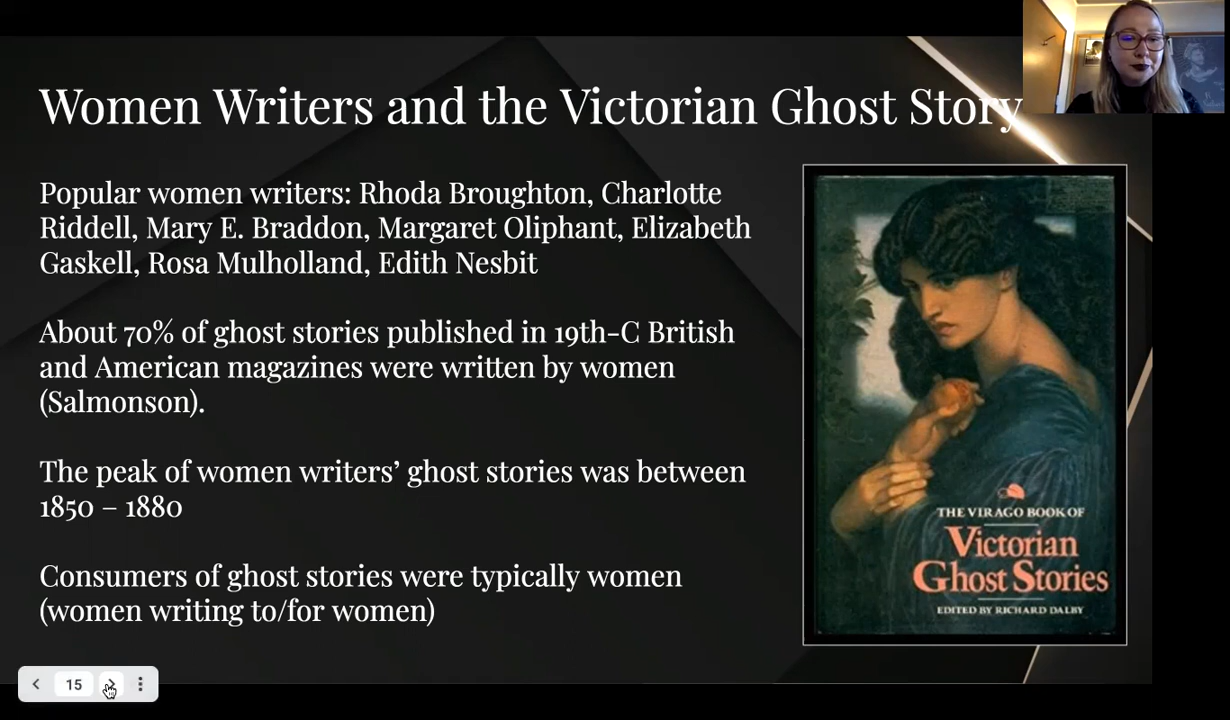 Women Writers and the Victorian Ghost Story
Popular women writers: Rhoda Broughton, Charlotte
Riddell, Mary E. Braddon, Margaret Oliphant, Elizabeth
Gaskell, Rosa Mulholland, Edith Nesbit
About 70% of ghost stories published in 19th-C British
and American magazines were written by women
(Salmonson).
The peak of women writers’ ghost stories was between
1850 – 1880
Consumers of ghost stories were typically women
(women writing to/for women)
THE VIRAGO BOOK OF
Victorian
Ghost Stories
EDITED BY RICHARD DALBY
15